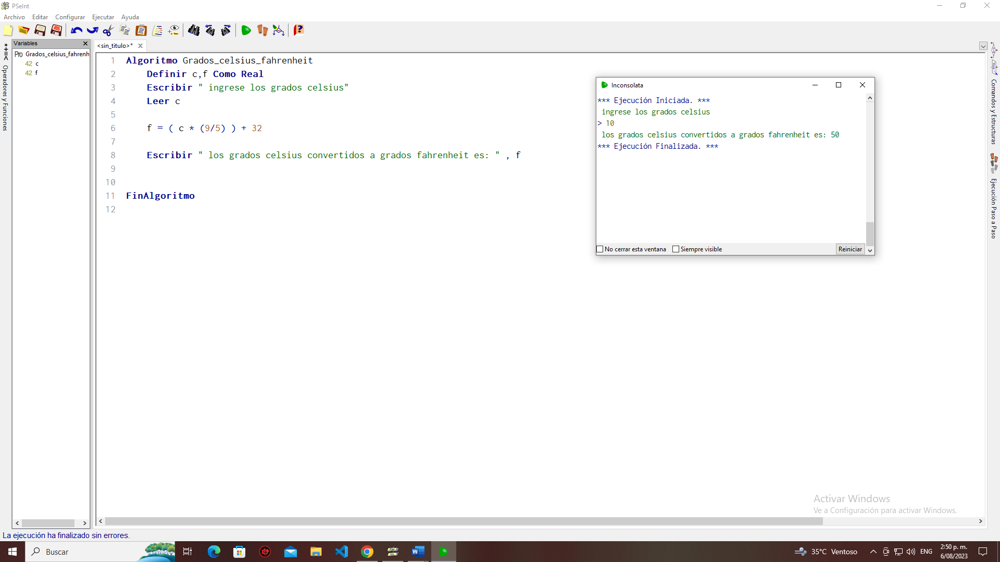 PSeInt
Archivo Editar Configurar Ejecutar Ayuda
Variables
<sin_titulo>*
Pro Grados_celsius_fahrenh
42 c
42 f
*+=<
Operadores y Funciones
1 Algoritmo Grados_celsius_fahrenheit
2 Definir c,f Como Real
3 Escribir " ingrese los grados celsius"
4 Leer c
5
6 f = ( c * (9/5) ) + 32
7
8 Escribir " los grados celsius convertidos a grados fahrenheit es: " , f
9
10
11 FinAlgoritmo
12
Inconsolata
*** Ejecución Iniciada. ***
ingrese los grados celsius
> 10
los grados celsius convertidos a grados fahrenheit es: 50
*** Ejecución Finalizada. ***
No cerrar esta ventana Siempre visible Reiniciar
Comandos y Estructuras
Ejecución Paso a Paso
Activar Windows
Ve a Configuración para activar Windows.
La ejecución ha finalizado sin errores.
Buscar
35°C Ventoso
ENG
2:50 p. m.
6/08/2023